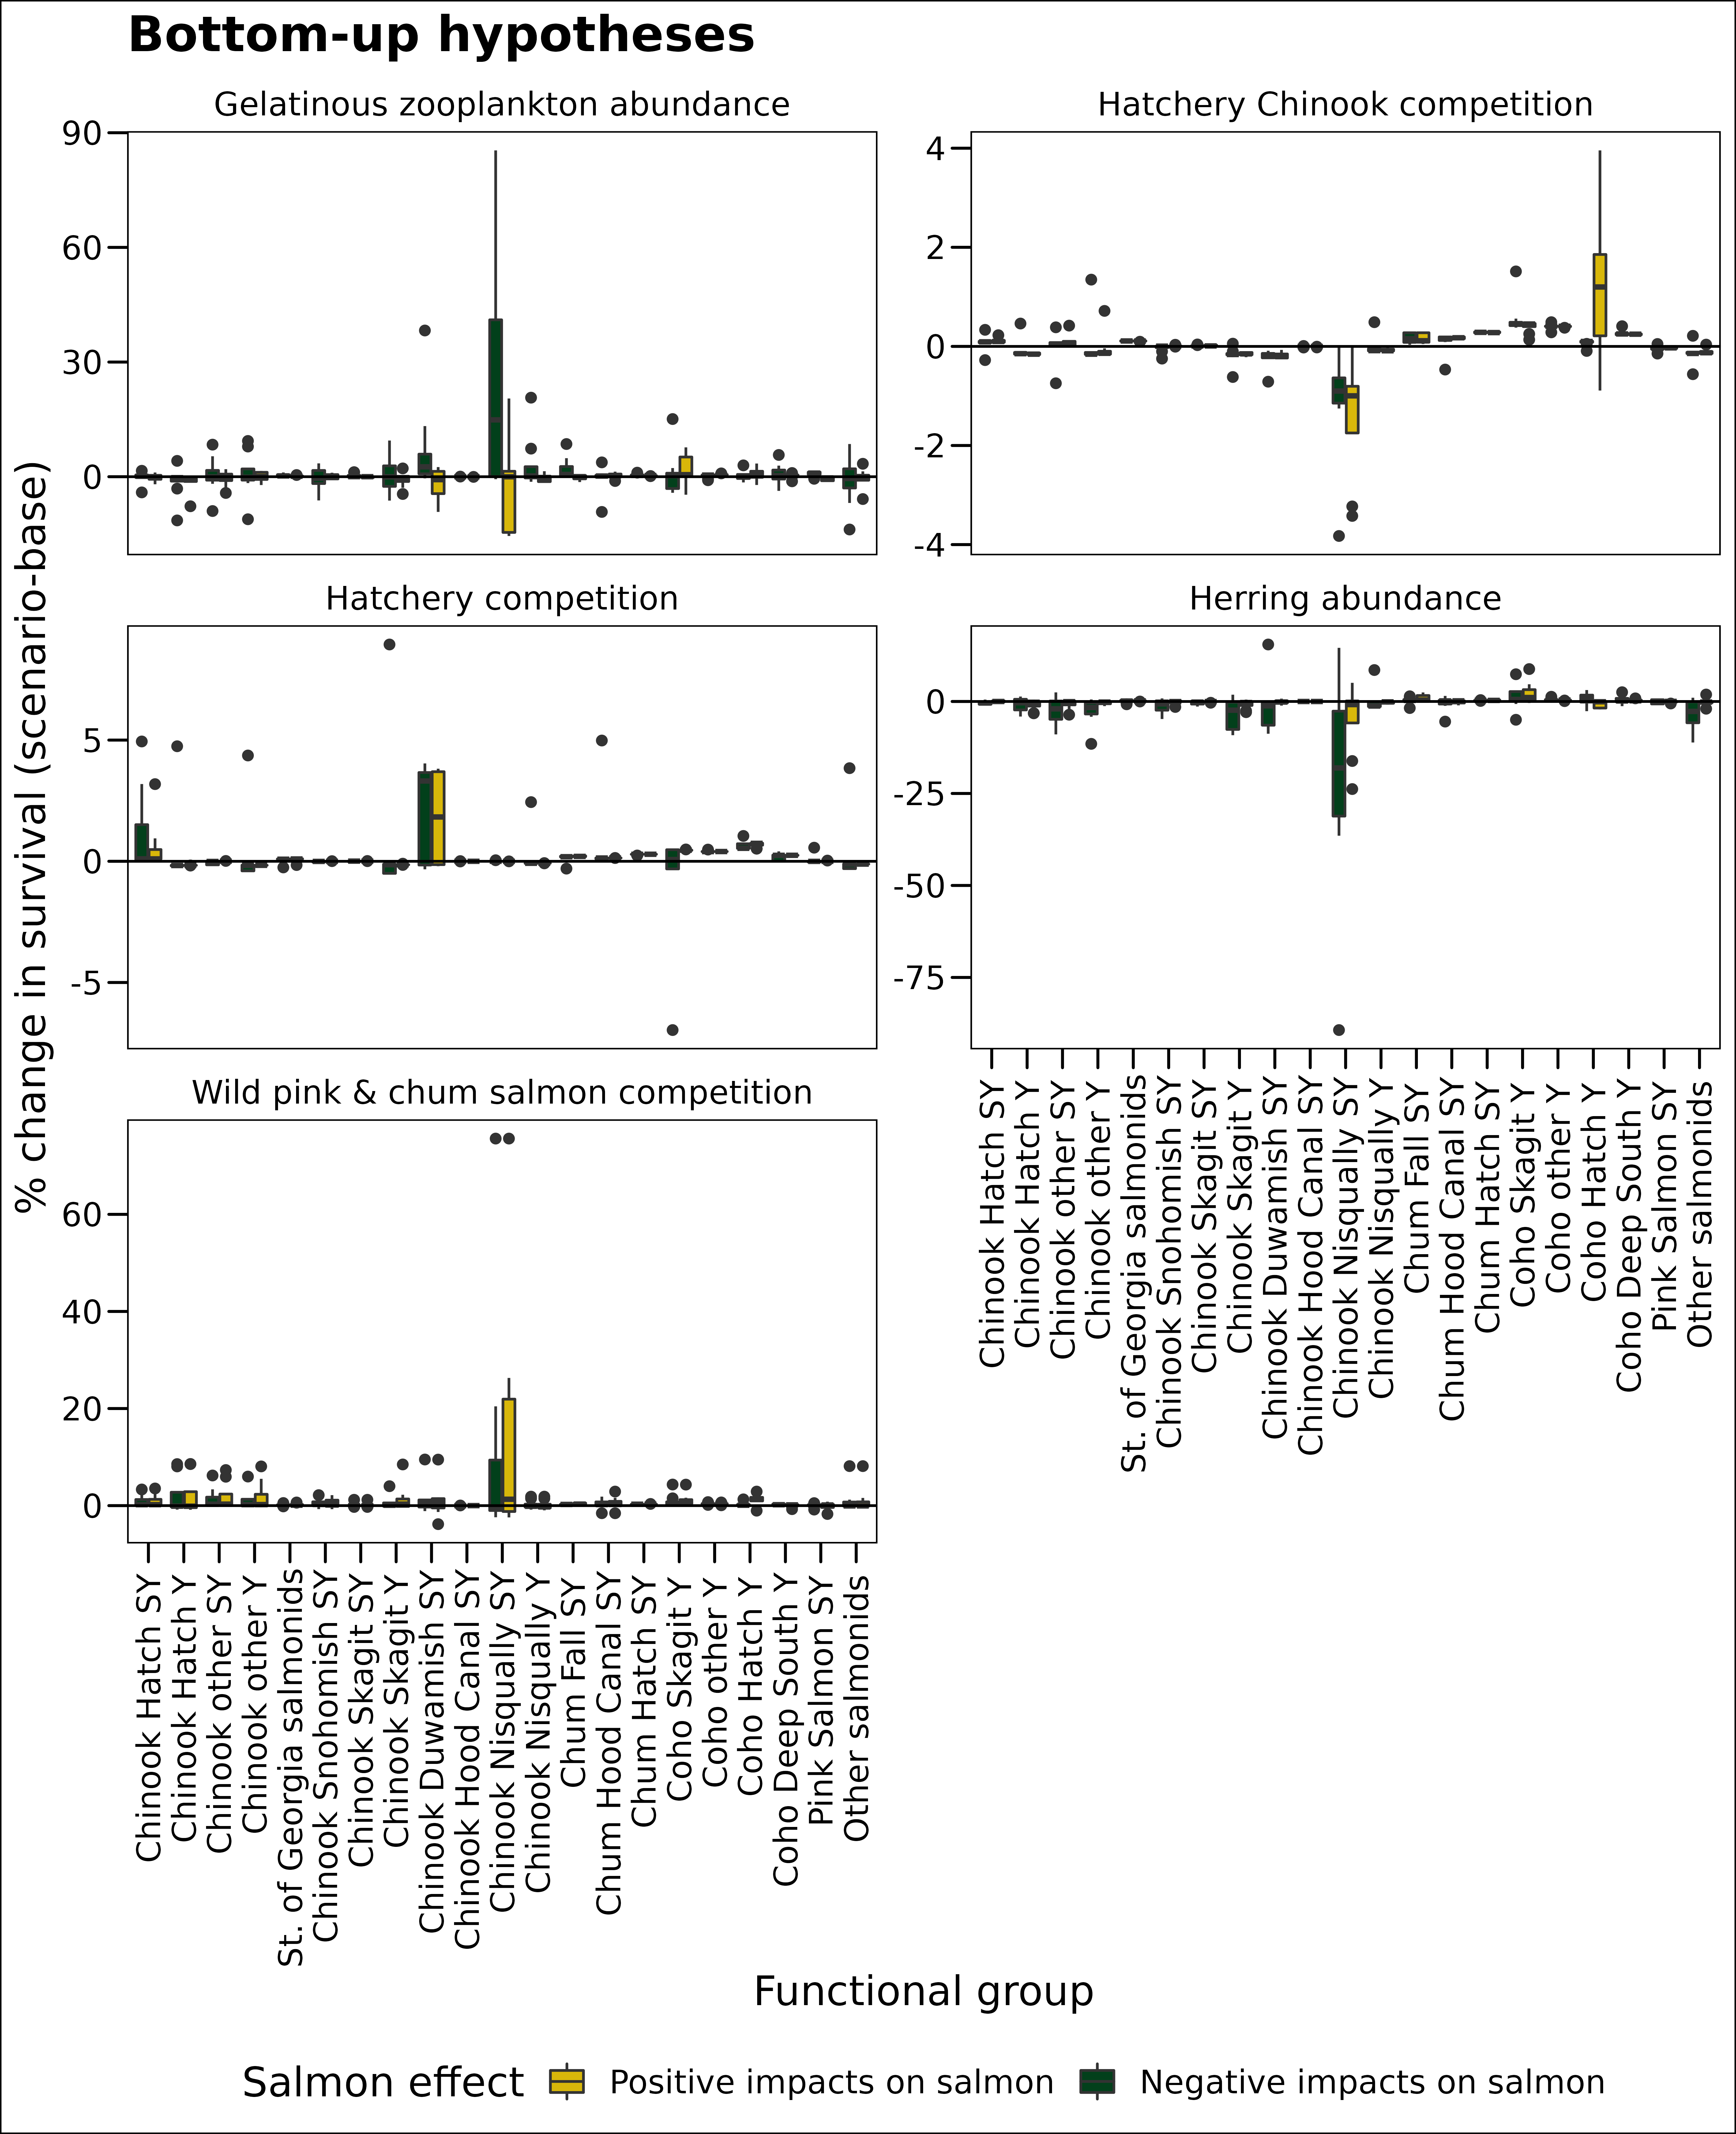 Bottom-up hypotheses
Gelatinous zooplankton abundance
90
60
30
0
Hatchery Chinook competition
4
2
0
-2
-4
Hatchery competition
5
0
-5
Herring abundance
0
-25
-50
-75
Chinook Hatch SY
Chinook Hatch Y
Chinook other SY
Chinook other Y
St. of Georgia salmonids
Chinook Snohomish SY
Chinook Skagit SY
Chinook Skagit Y
Chinook Duwamish SY
Chinook Hood Canal SY
Chinook Nisqually SY
Chinook Nisqually Y
Chum Fall SY
Chum Hood Canal SY
Chum Hatch SY
Coho Skagit Y
Coho other Y
Coho Hatch Y
Coho Deep South Y
Pink Salmon SY
Other salmonids
Wild pink & chum salmon competition
60
40
20
0
Chinook Hatch SY
Chinook Hatch Y
Chinook other SY
Chinook other Y
St. of Georgia salmonids
Chinook Snohomish SY
Chinook Skagit SY
Chinook Skagit Y
Chinook Duwamish SY
Chinook Hood Canal SY
Chinook Nisqually SY
Chinook Nisqually Y
Chum Fall SY
Chum Hood Canal SY
Chum Hatch SY
Coho Skagit Y
Coho other Y
Coho Hatch Y
Coho Deep South Y
Pink Salmon SY
Other salmonids
% change in survival (scenario-base)
Functional group
Salmon effect
Positive impacts on salmon
Negative impacts on salmon